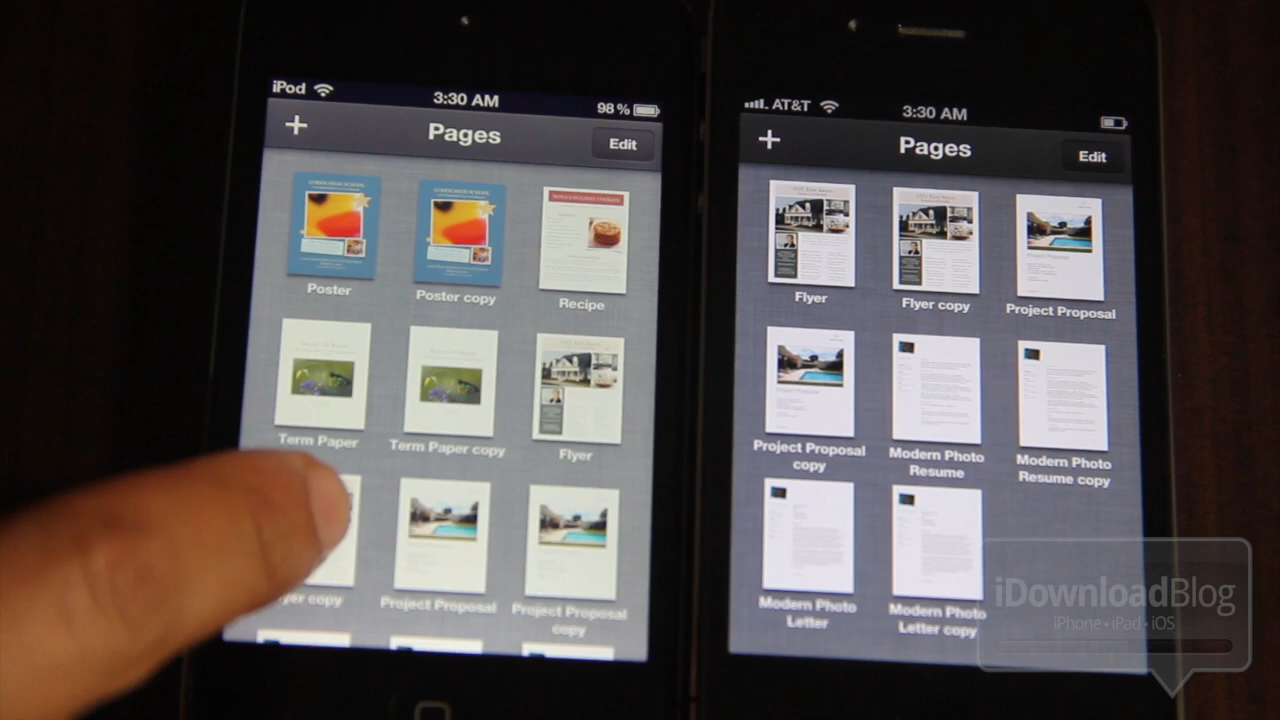 iPod 3:30 AM 98 %
Pages
Edit
Poster
Poster copy
Recipe
Term Paper
Term Paper copy
Flyer
copy
Project Proposal
Project Proposal
copy
AT&T 3:30 AM
Pages
Edit
Flyer
Flyer copy
Project Proposal
Project Proposal
copy
Modern Photo
Resume
Modern Photo
Resume copy
Modern Photo
Letter
Modern Photo
Letter copy
iDownloadBlog
iPhone • iPad • iOS